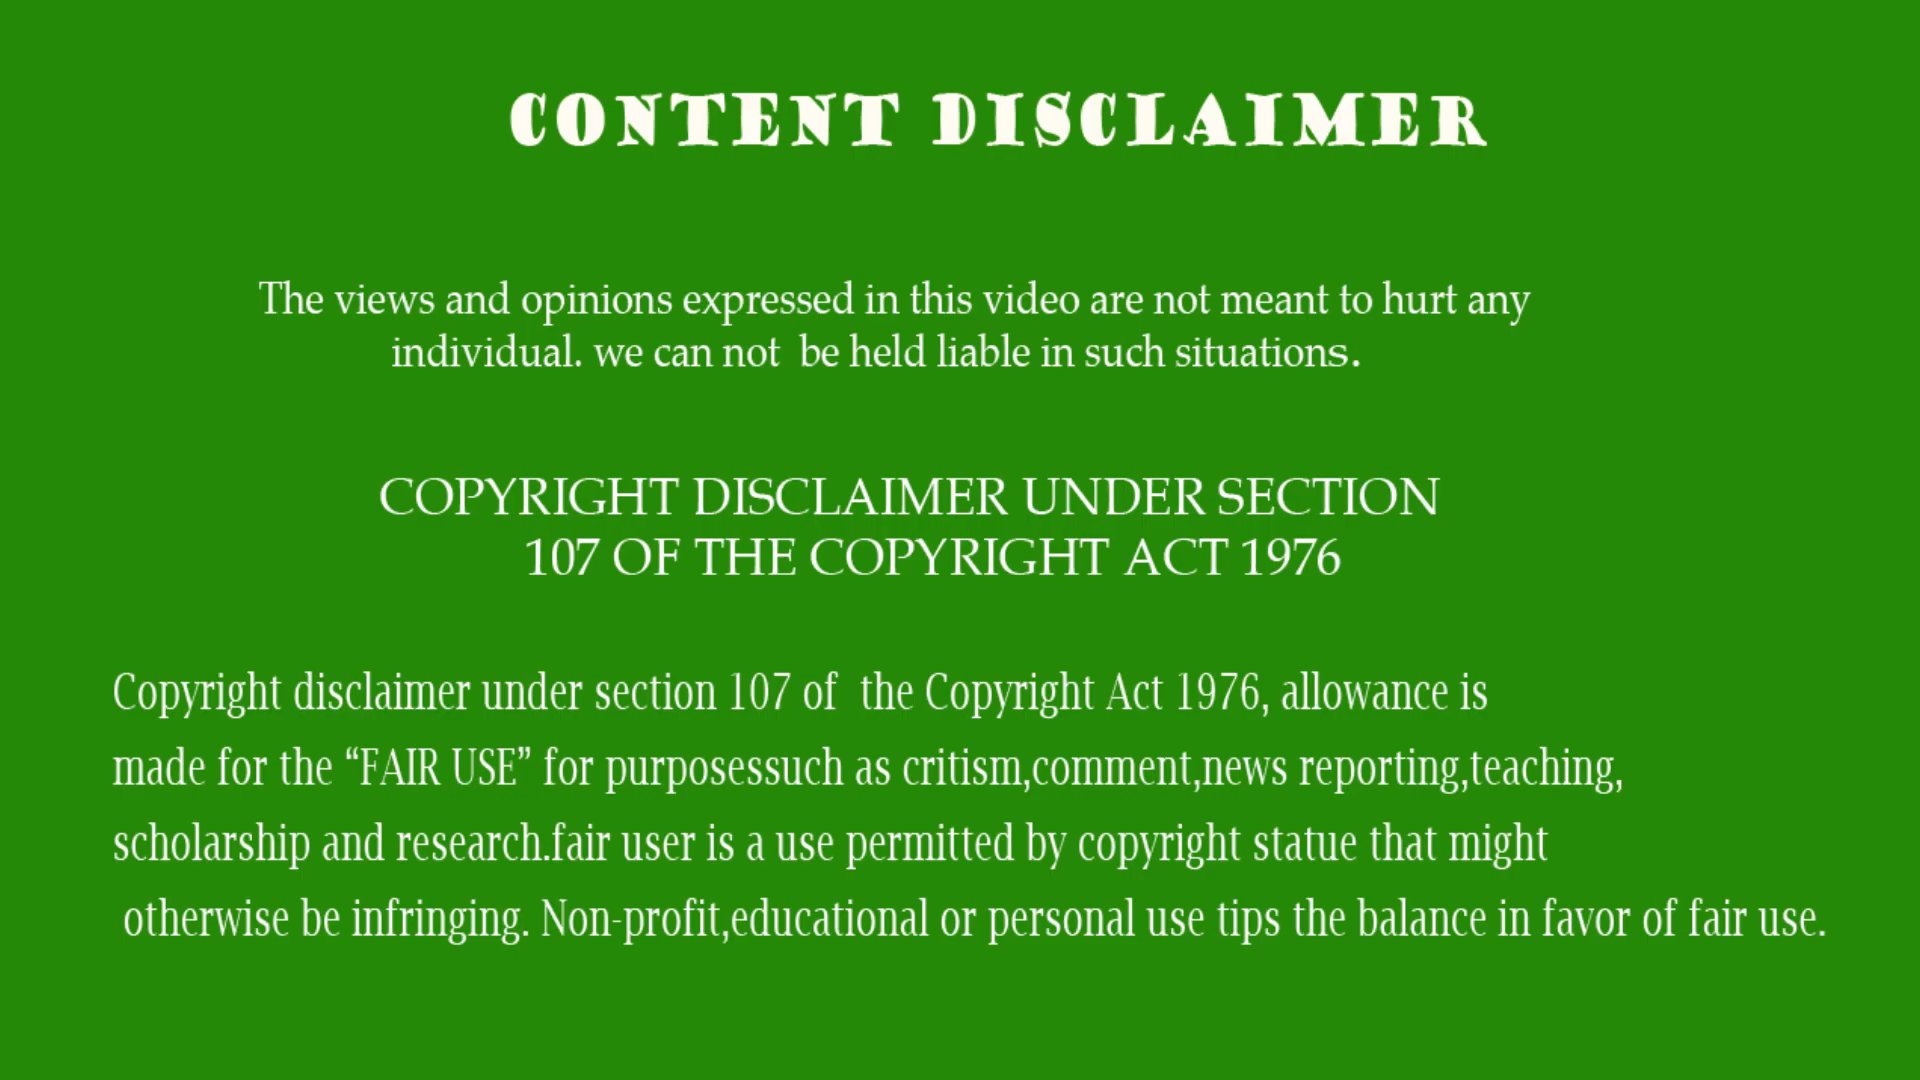 CONTENT DISCLAIMER
The views and opinions expressed in this video are not meant to hurt any
individual. we can not  be held liable in such situations.
COPYRIGHT DISCLAIMER UNDER SECTION
107 OF THE COPYRIGHT ACT 1976
Copyright disclaimer under section 107 of  the Copyright Act 1976, allowance is
made for the “FAIR USE” for purposessuch as critism,comment,news reporting,teaching,
scholarship and research.fair user is a use permitted by copyright statue that might
otherwise be infringing. Non-profit,educational or personal use tips the balance in favor of fair use.